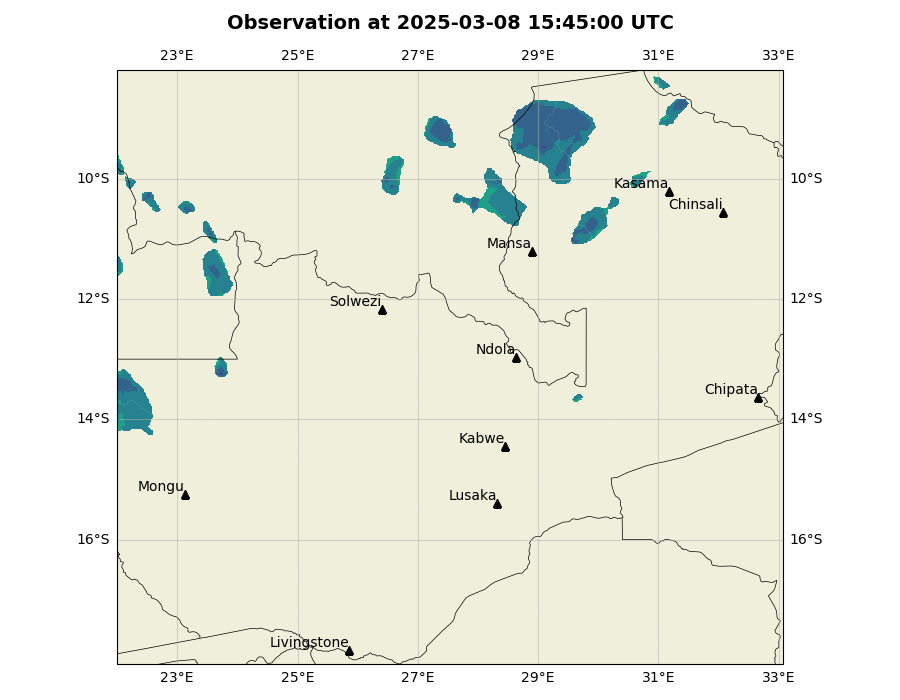 Observation at 2025-03-08 15:45:00 UTC
23°E 25°E 27°E 29°E 31°E 33°E
10°S 10°S
Kasama
Chinsali
Mansa
12°S 12°S
Solwezi
Ndola
Chipata
14°S 14°S
Kabwe
Mongu
Lusaka
16°S 16°S
Livingstone
23°E 25°E 27°E 29°E 31°E 33°E